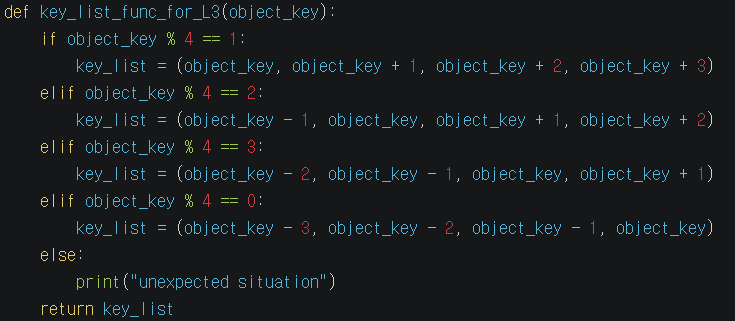 def key_list_func_for_L3(object_key):
    if object_key % 4 == 1:
        key_list = (object_key, object_key + 1, object_key + 2, object_key + 3)
    elif object_key % 4 == 2:
        key_list = (object_key - 1, object_key, object_key + 1, object_key + 2)
    elif object_key % 4 == 3:
        key_list = (object_key - 2, object_key - 1, object_key, object_key + 1)
    elif object_key % 4 == 0:
        key_list = (object_key - 3, object_key - 2, object_key - 1, object_key)
    else:
        print("unexpected situation")
    return key_list